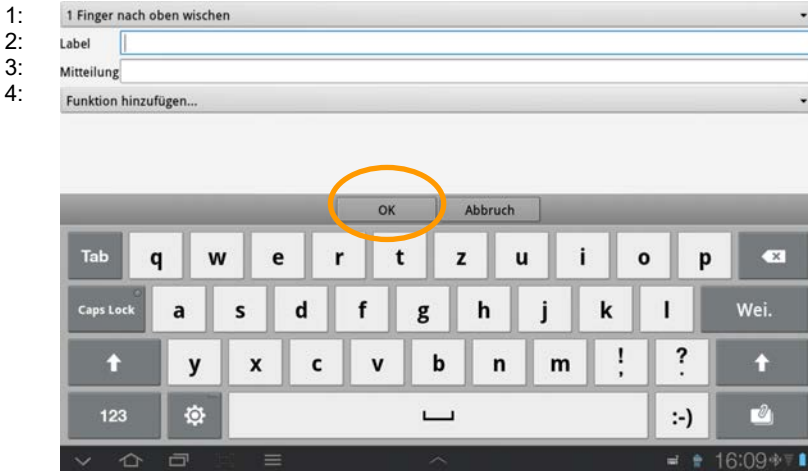 1: 1 Finger nach oben wischen
2: Label
3: Mitteilung
4: Funktion hinzufügen...
OK Abbruch
Tab q w e r t z u i o p
Caps Lock a s d f g h j k l Wei.
y x c v b n m ! , ? .
123 :-)
16:09